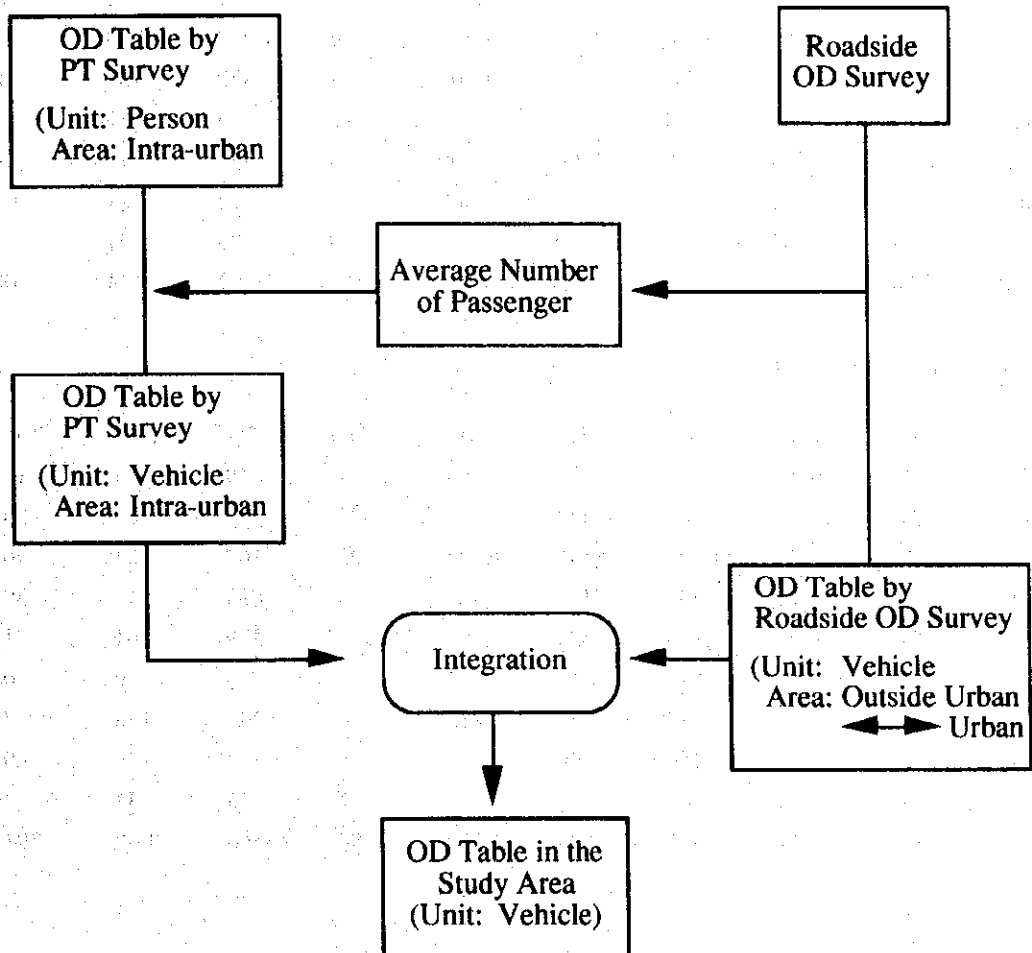 OD Table by
PT Survey
(Unit: Person
Area: Intra-urban
Roadside
OD Survey
Average Number
of Passenger
OD Table by
PT Survey
(Unit: Vehicle
Area: Intra-urban
OD Table by
Roadside OD Survey
(Unit: Vehicle
Area: Outside Urban
Urban
Integration
OD Table in the
Study Area
(Unit: Vehicle)